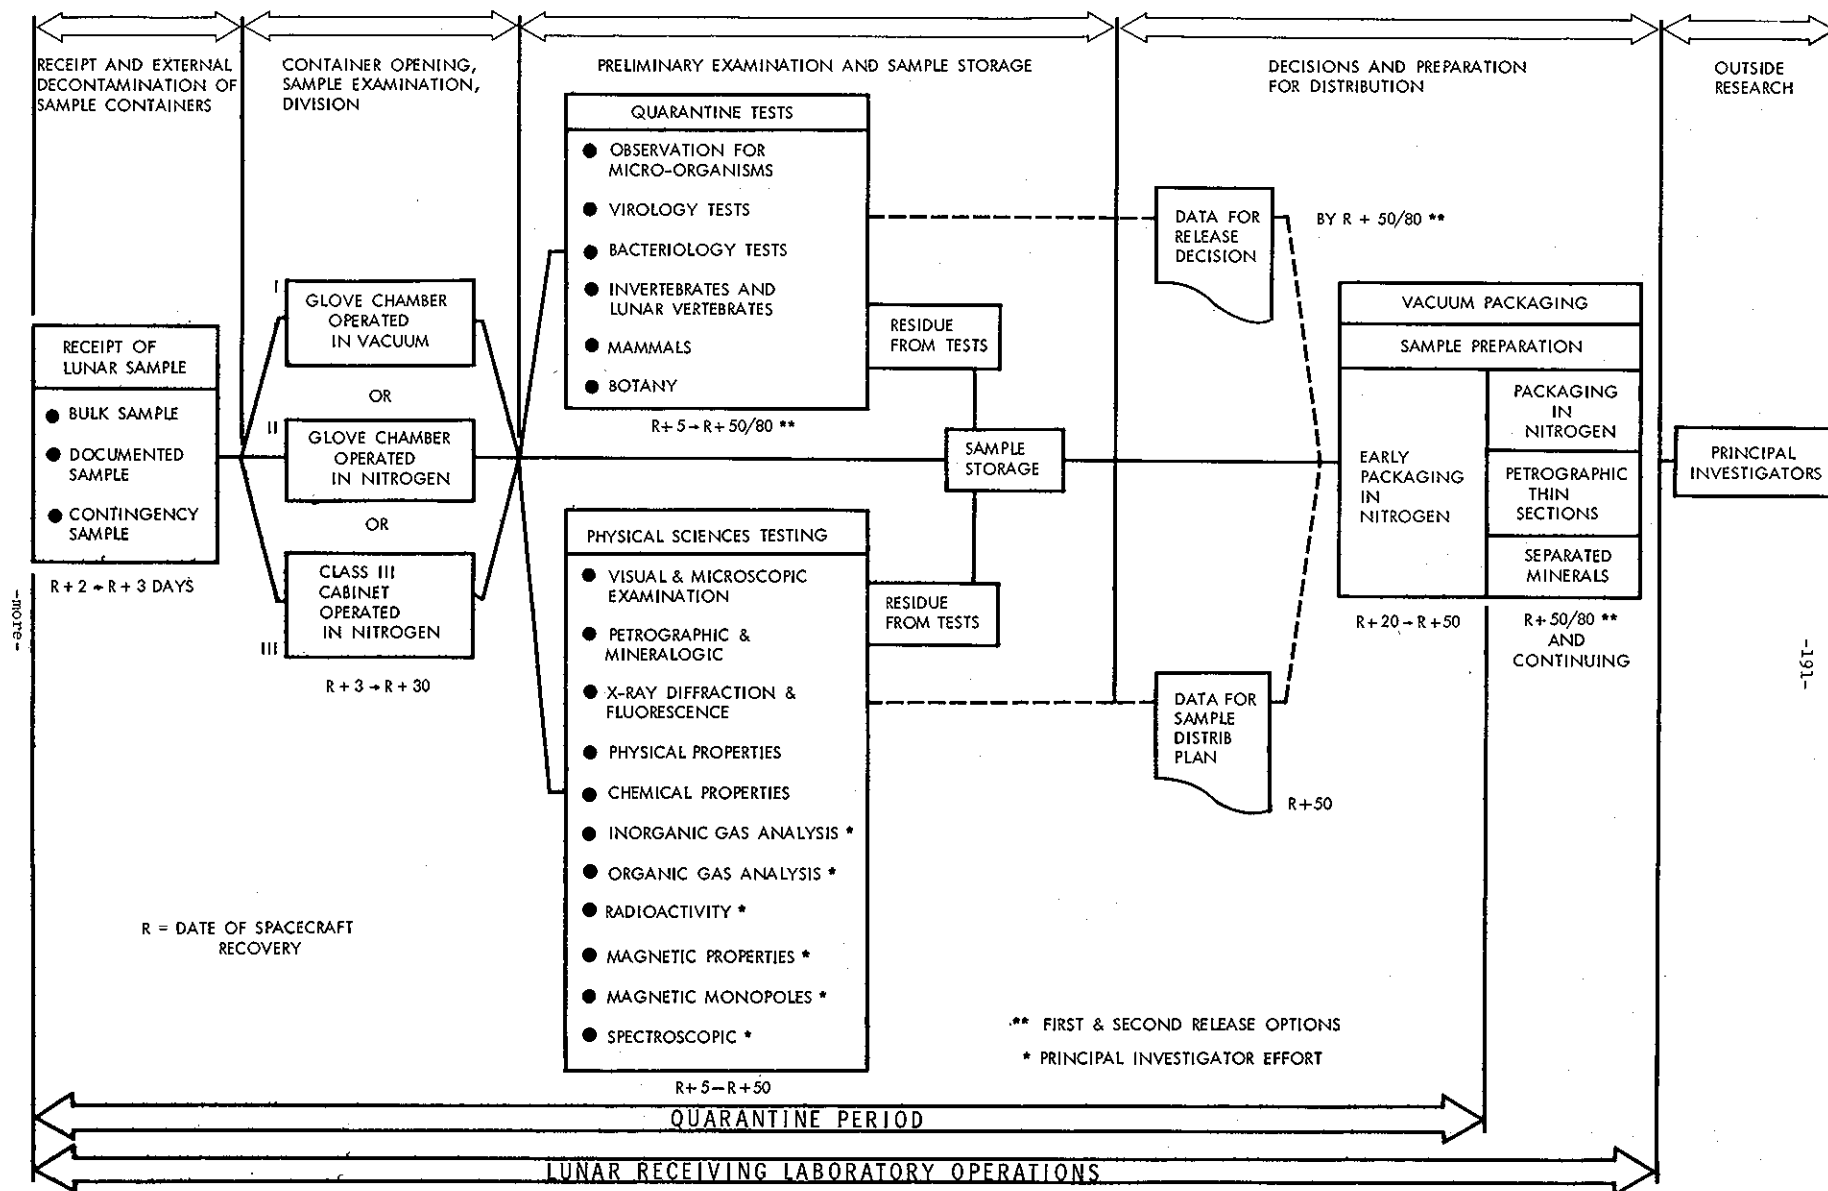 RECEIPT AND EXTERNAL
DECONTAMINATION OF
SAMPLE CONTAINERS
CONTAINER OPENING,
SAMPLE EXAMINATION,
DIVISION
PRELIMINARY EXAMINATION AND SAMPLE STORAGE
DECISIONS AND PREPARATION
FOR DISTRIBUTION
OUTSIDE
RESEARCH
RECEIPT OF
LUNAR SAMPLE
● BULK SAMPLE
● DOCUMENTED
SAMPLE
● CONTINGENCY
SAMPLE
R+2→R+3 DAYS
I
GLOVE CHAMBER
OPERATED
IN VACUUM
OR
II
GLOVE CHAMBER
OPERATED
IN NITROGEN
OR
CLASS III
CABINET
OPERATED
IN NITROGEN
III
R+3→R+30
QUARANTINE TESTS
● OBSERVATION FOR
MICRO-ORGANISMS
● VIROLOGY TESTS
● BACTERIOLOGY TESTS
● INVERTEBRATES AND
LUNAR VERTEBRATES
● MAMMALS
● BOTANY
R+5→R+50/80 **
RESIDUE
FROM TESTS
SAMPLE
STORAGE
PHYSICAL SCIENCES TESTING
● VISUAL & MICROSCOPIC
EXAMINATION
● PETROGRAPHIC &
MINERALOGIC
● X-RAY DIFFRACTION &
FLUORESCENCE
● PHYSICAL PROPERTIES
● CHEMICAL PROPERTIES
● INORGANIC GAS ANALYSIS *
● ORGANIC GAS ANALYSIS *
● RADIOACTIVITY *
● MAGNETIC PROPERTIES *
● MAGNETIC MONOPOLES *
● SPECTROSCOPIC *
R+5—R+50
RESIDUE
FROM TESTS
DATA FOR
RELEASE
DECISION
BY R + 50/80 **
DATA FOR
SAMPLE
DISTRIB
PLAN
R+50
VACUUM PACKAGING
SAMPLE PREPARATION
EARLY
PACKAGING
IN
NITROGEN
PACKAGING
IN
NITROGEN
PETROGRAPHIC
THIN
SECTIONS
SEPARATED
MINERALS
R+20→R+50
R+50/80 **
AND
CONTINUING
PRINCIPAL
INVESTIGATORS
-more-
-191-
R = DATE OF SPACECRAFT
RECOVERY
** FIRST & SECOND RELEASE OPTIONS
* PRINCIPAL INVESTIGATOR EFFORT
QUARANTINE PERIOD
LUNAR RECEIVING LABORATORY OPERATIONS